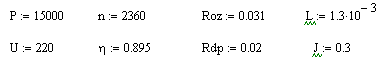 P := 15000 n := 2360 Roz := 0.031 L := 1.3·10⁻³
U := 220 η := 0.895 Rdp := 0.02 J := 0.3